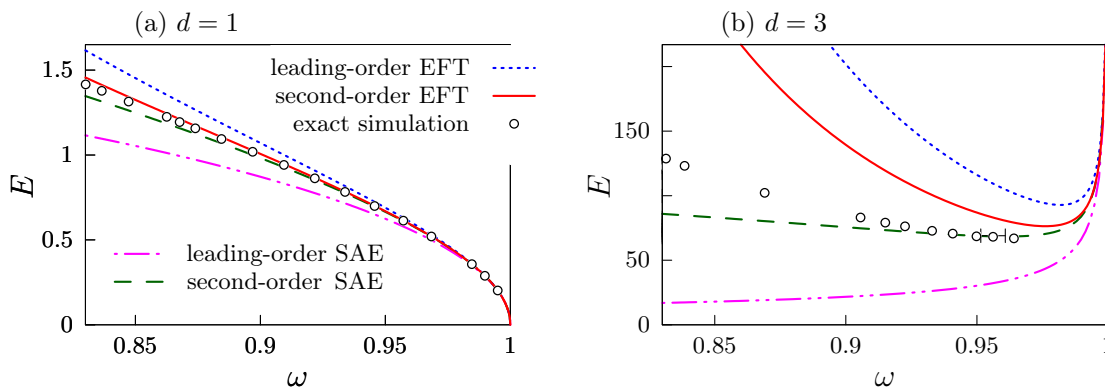 (a) d = 1
leading-order EFT
second-order EFT
exact simulation
leading-order SAE
second-order SAE
E
1.5
1
0.5
0
0.85
0.9
0.95
1
ω
(b) d = 3
E
150
50
0
0.85
0.9
0.95
1
ω